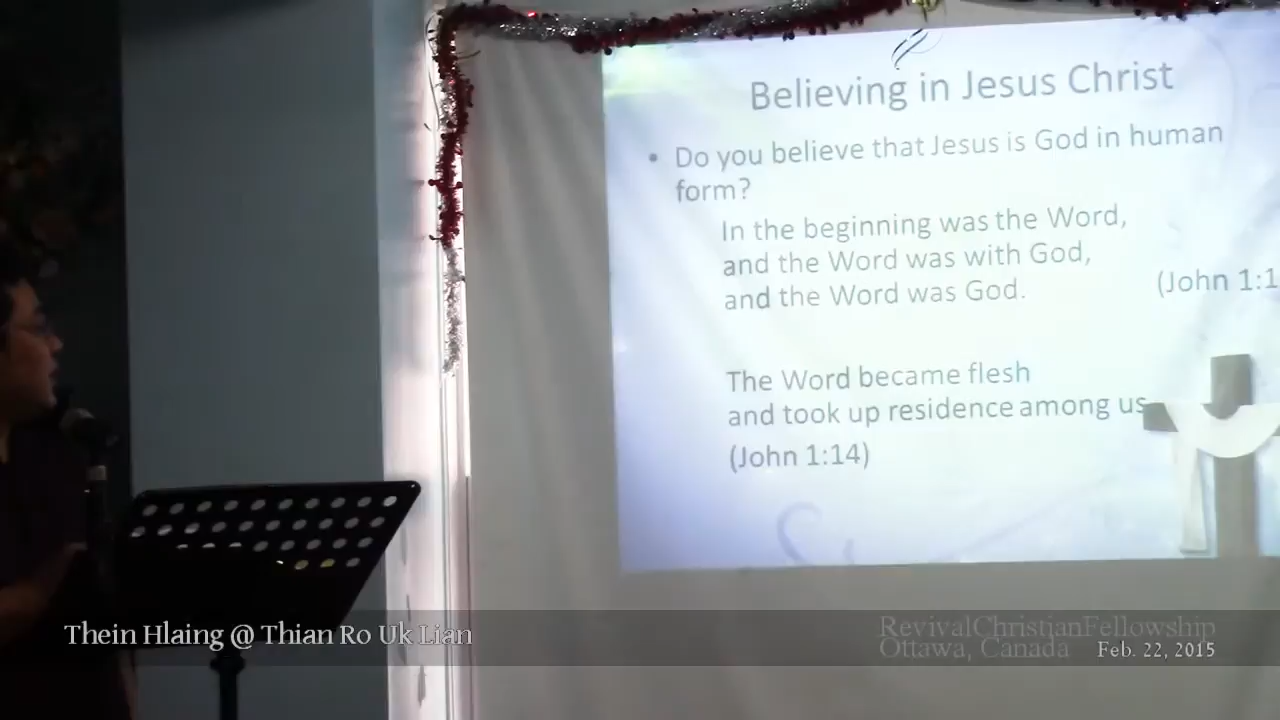 Believing in Jesus Christ
• Do you believe that Jesus is God in human
form?
In the beginning was the Word,
and the Word was with God,
and the Word was God. (John 1:1
The Word became flesh
and took up residence among us
(John 1:14)
Thein Hlaing @ Thian Ro Uk Lian
RevivalChristianFellowship
Ottawa, Canada Feb. 22, 2015